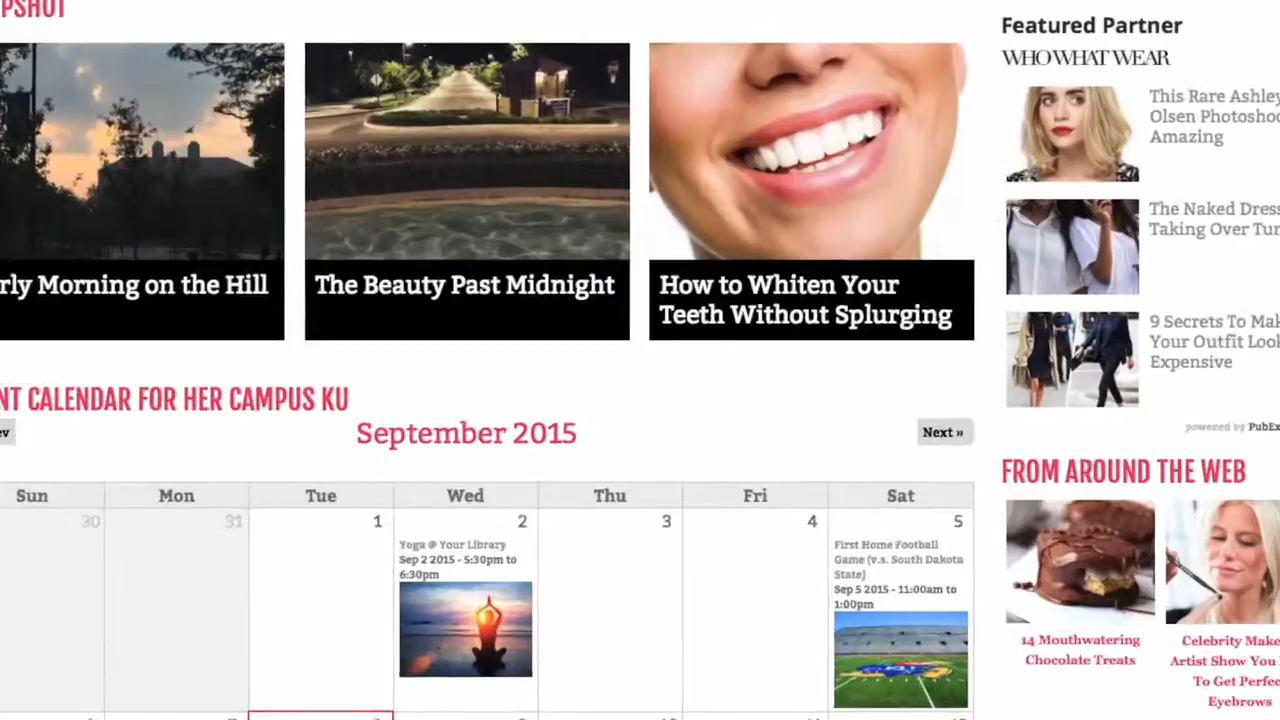 PSHOT
rly Morning on the Hill
The Beauty Past Midnight
How to Whiten Your
Teeth Without Splurging
Featured Partner
WHO WHAT WEAR
This Rare Ashley
Olsen Photoshoo
Amazing
The Naked Dress
Taking Over Tur
9 Secrets To Mak
Your Outfit Look
Expensive
powered by PubEx
NT CALENDAR FOR HER CAMPUS KU
ev
September 2015
Next »
Sun Mon Tue Wed Thu Fri Sat
30 31 1 2 3 4 5
Yoga @ Your Library
Sep 2 2015 - 5:30pm to
6:30pm
First Home Football
Game (v.s. South Dakota
State)
Sep 5 2015 - 11:00am to
1:00pm
FROM AROUND THE WEB
14 Mouthwatering
Chocolate Treats
Celebrity Make
Artist Show You
To Get Perfec
Eyebrows